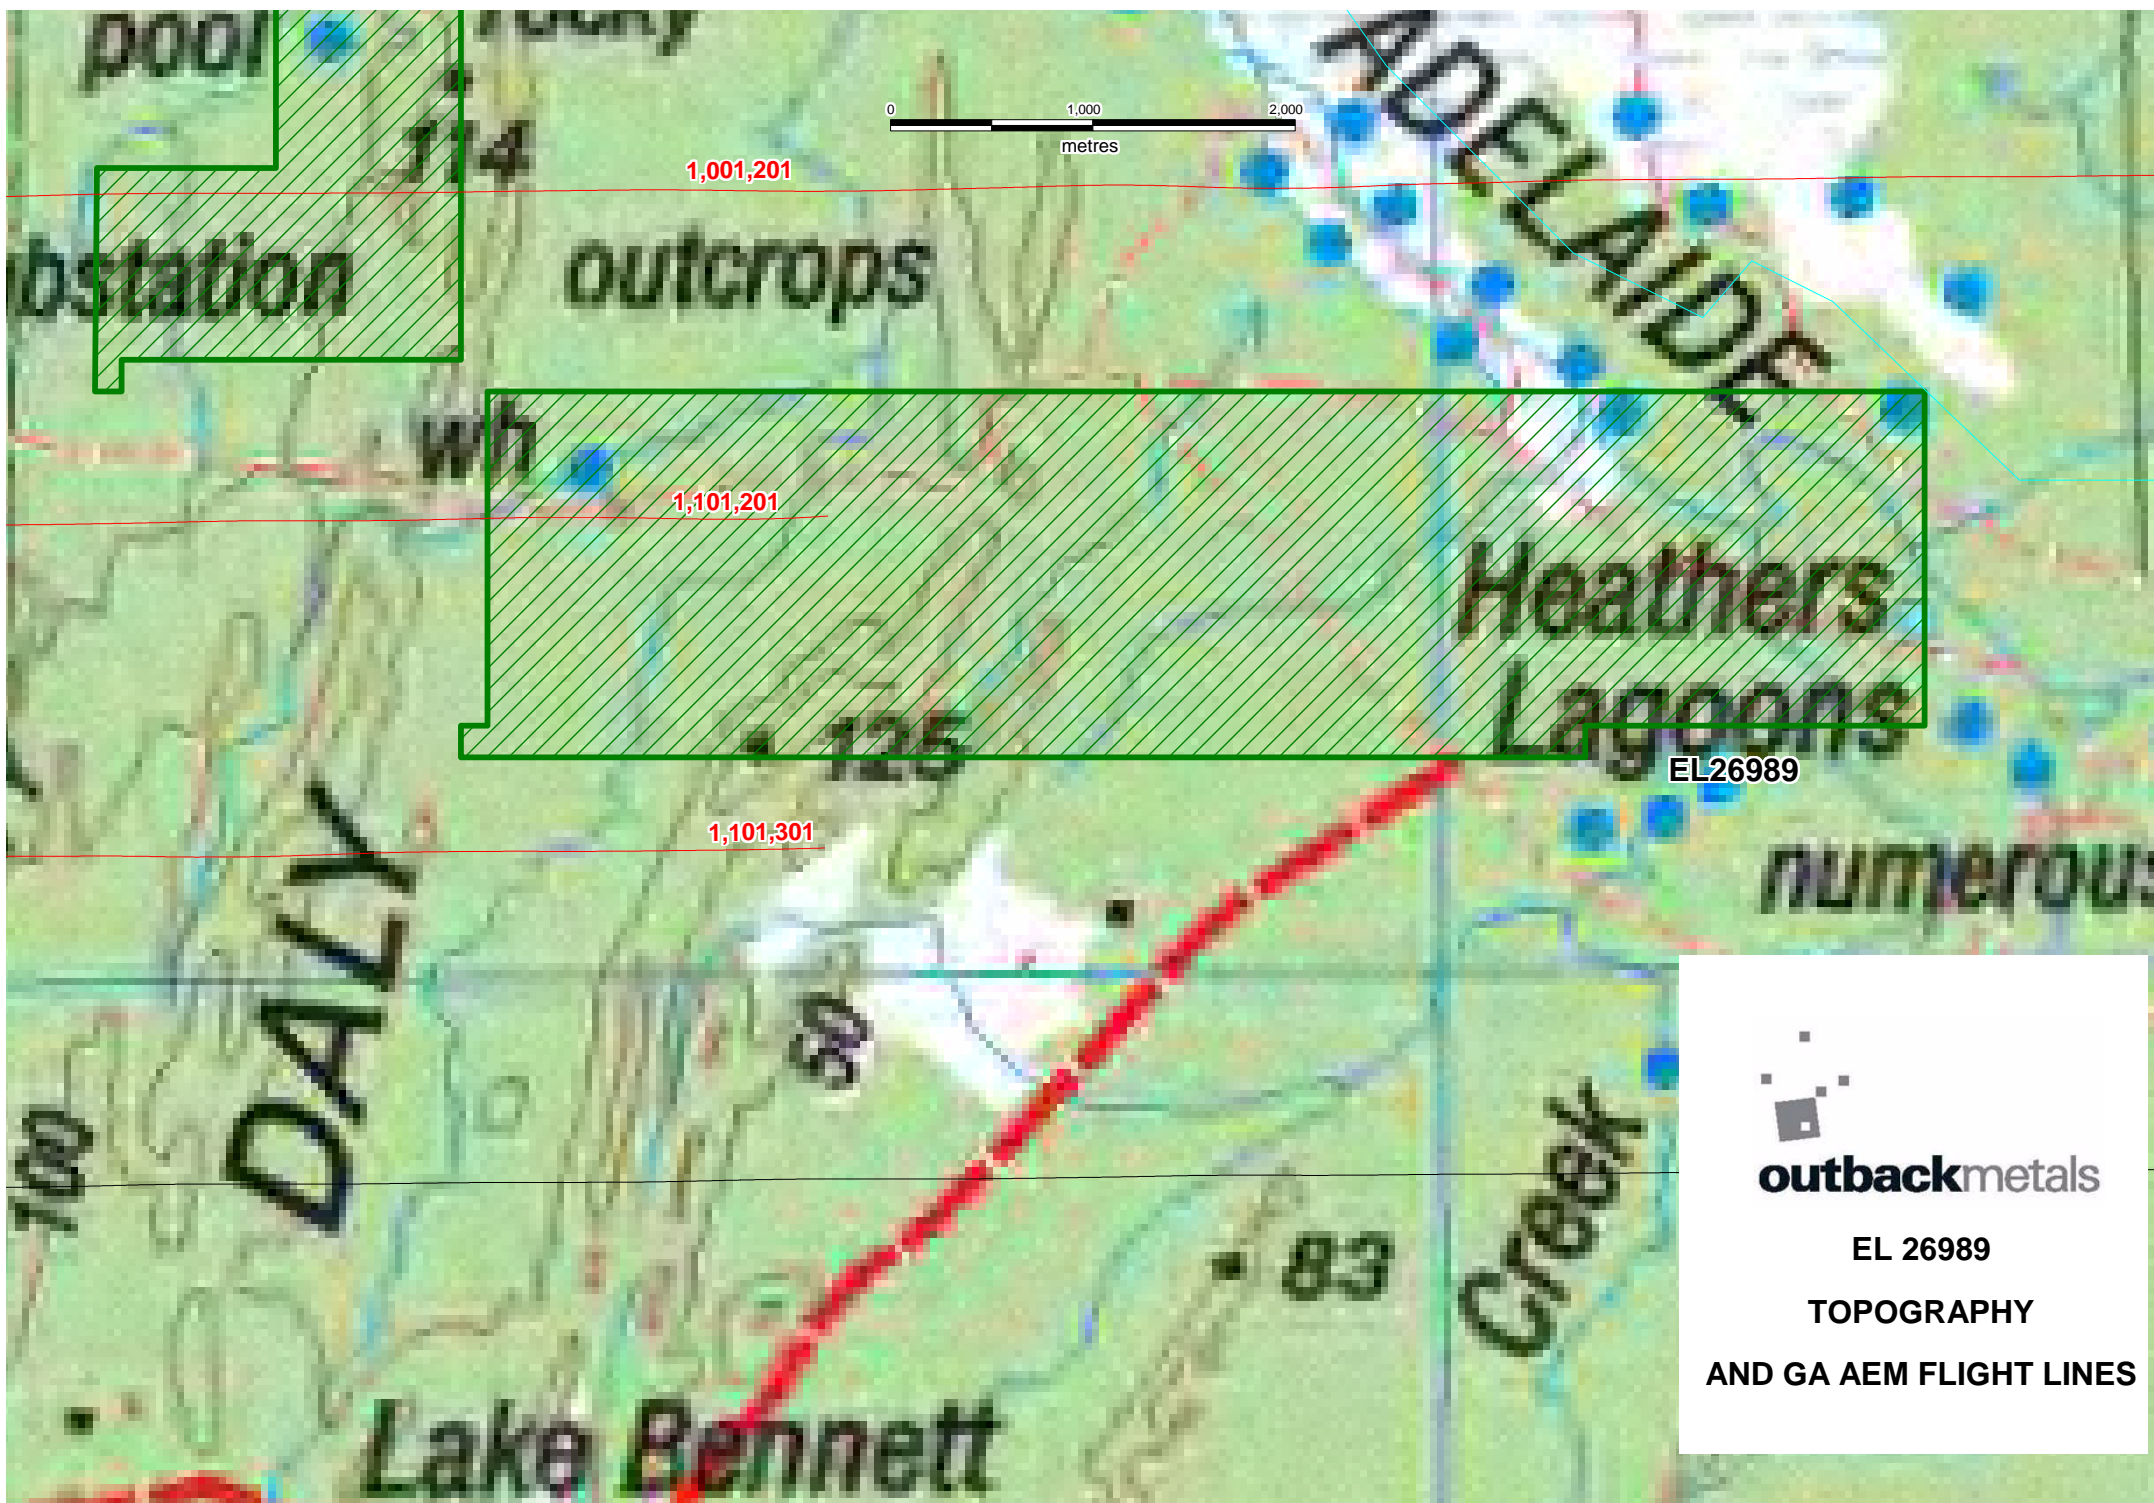 pool
rocky
114
0 1,000 2,000
metres
ADELAIDE
1,001,201
outcrops
wh
1,101,201
Heathers
Lagoons
125
EL26989
1,101,301
numerous
DALY
50
100
83
Creek
Lake Bennett
outbackmetals
EL 26989
TOPOGRAPHY
AND GA AEM FLIGHT LINES